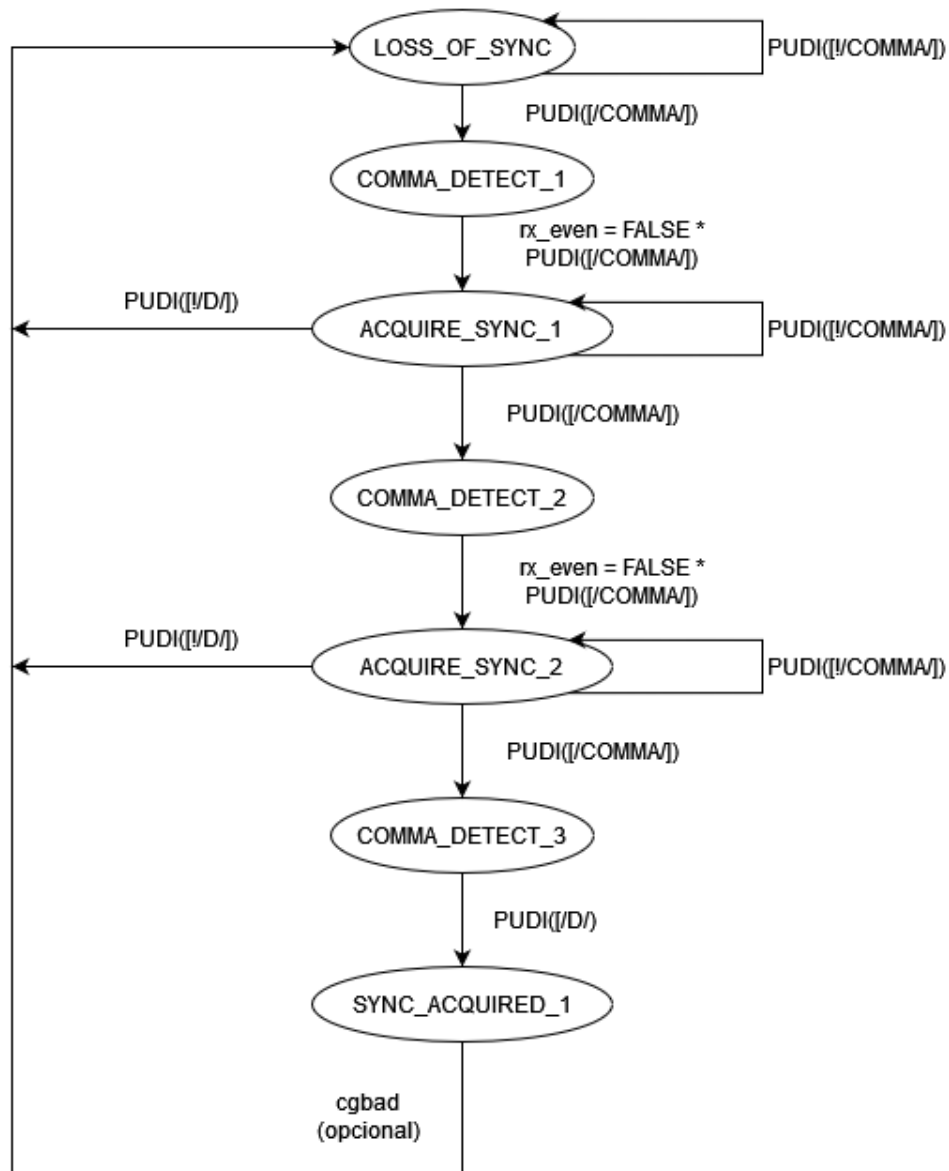 LOSS_OF_SYNC
PUDI([!/COMMA/])
PUDI([/COMMA/])
COMMA_DETECT_1
rx_even = FALSE *
PUDI([/COMMA/])
PUDI([!/D/])
ACQUIRE_SYNC_1
PUDI([!/COMMA/])
PUDI([/COMMA/])
COMMA_DETECT_2
rx_even = FALSE *
PUDI([/COMMA/])
PUDI([!/D/])
ACQUIRE_SYNC_2
PUDI([!/COMMA/])
PUDI([/COMMA/])
COMMA_DETECT_3
PUDI([/D/)
SYNC_ACQUIRED_1
cgbad
(opcional)